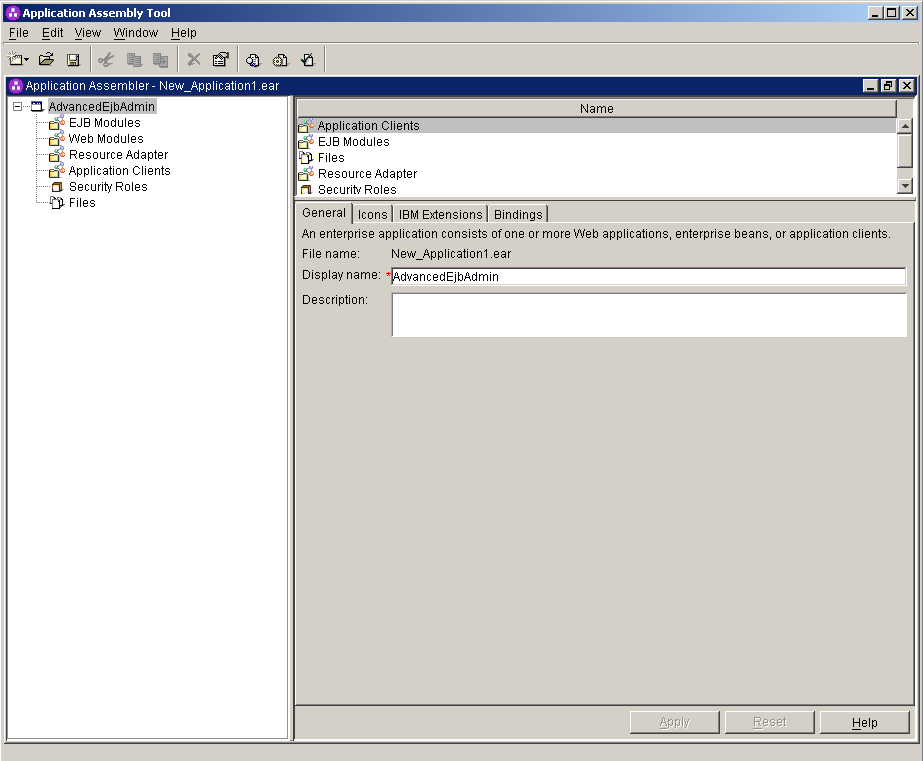 Application Assembly Tool
File Edit View Window Help
Application Assembler - New_Application1.ear
AdvancedEjbAdmin
EJB Modules
Web Modules
Resource Adapter
Application Clients
Security Roles
Files
Name
Application Clients
EJB Modules
Files
Resource Adapter
Security Roles
General Icons IBM Extensions Bindings
An enterprise application consists of one or more Web applications, enterprise beans, or application clients.
File name: New_Application1.ear
Display name: *AdvancedEjbAdmin
Description:
Apply Reset Help